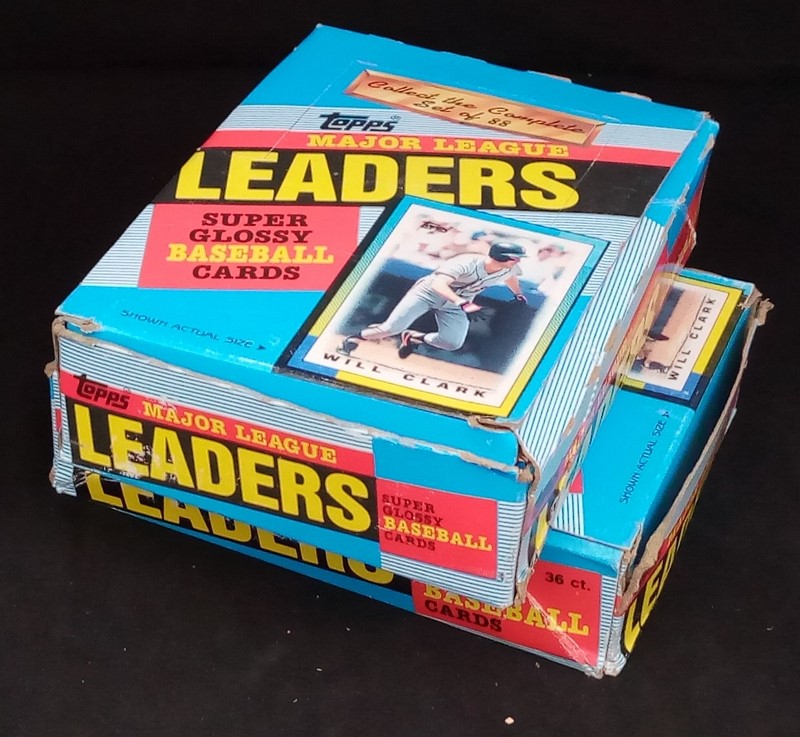 Collect the Complete
Set of 88
Topps®
MAJOR LEAGUE
LEADERS
SUPER
GLOSSY
BASEBALL
CARDS
SHOWN ACTUAL SIZE
Topps
WILL CLARK
Topps
MAJOR LEAGUE
LEADERS
SUPER
GLOSSY
BASEBALL
CARDS
WILL CLARK
SHOWN ACTUAL SIZE
LEADERS
36 ct.
BASEBALL
CARDS